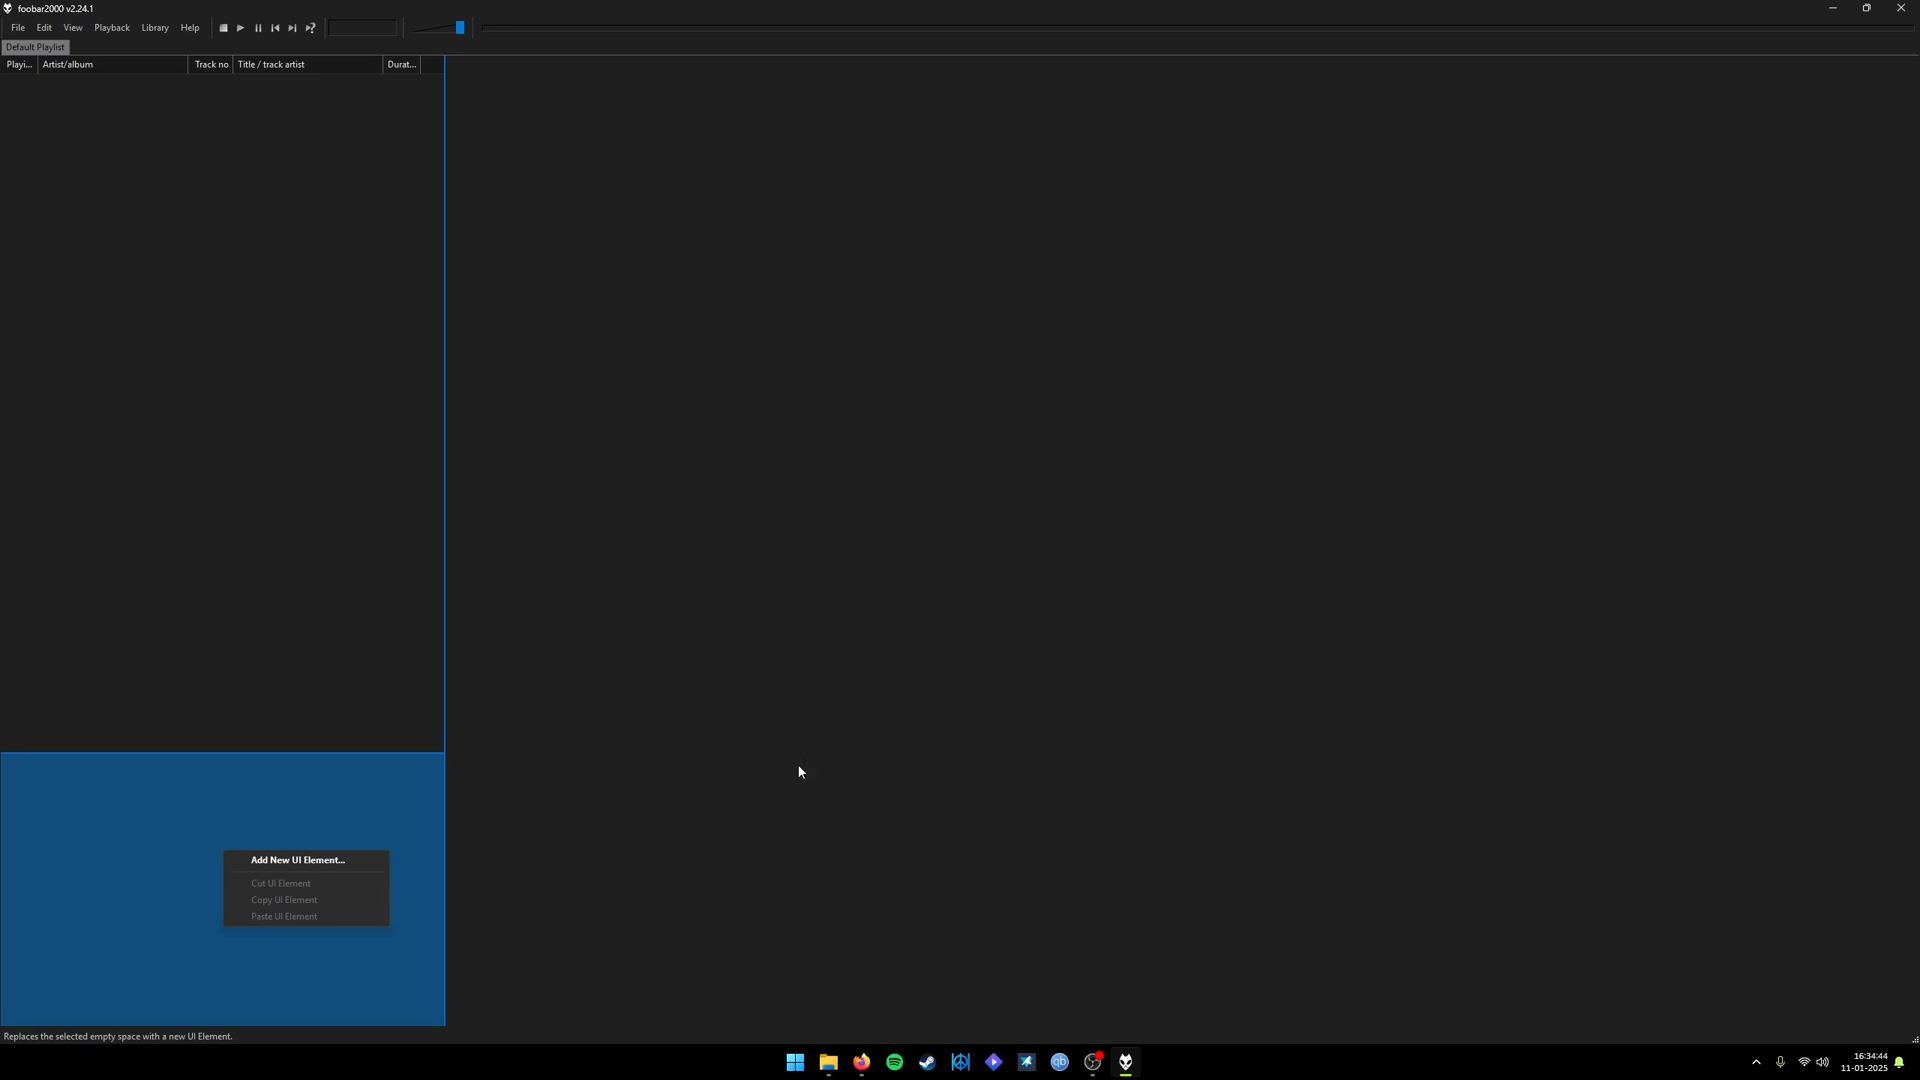 foobar2000 v2.24.1
File Edit View Playback Library Help
Default Playlist
Playi... Artist/album Track no Title / track artist Durat...
Add New UI Element...
Cut UI Element
Copy UI Element
Paste UI Element
Replaces the selected empty space with a new UI Element.
qb
16:34:44
11-01-2025